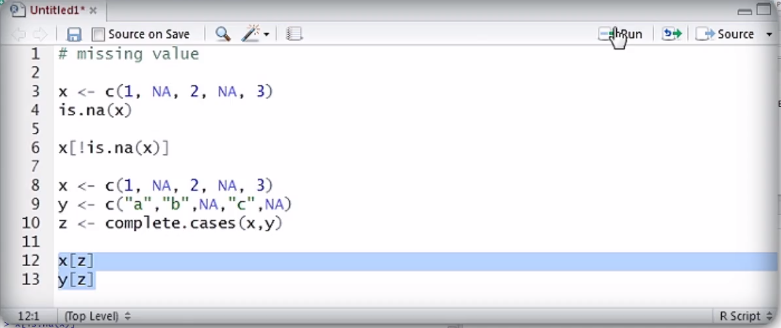 Untitled1*
Source on Save
Run
Source
1 # missing value
2
3 x <- c(1, NA, 2, NA, 3)
4 is.na(x)
5
6 x[!is.na(x)]
7
8 x <- c(1, NA, 2, NA, 3)
9 y <- c("a","b",NA,"c",NA)
10 z <- complete.cases(x,y)
11
12 x[z]
13 y[z]
12:1 (Top Level) R Script